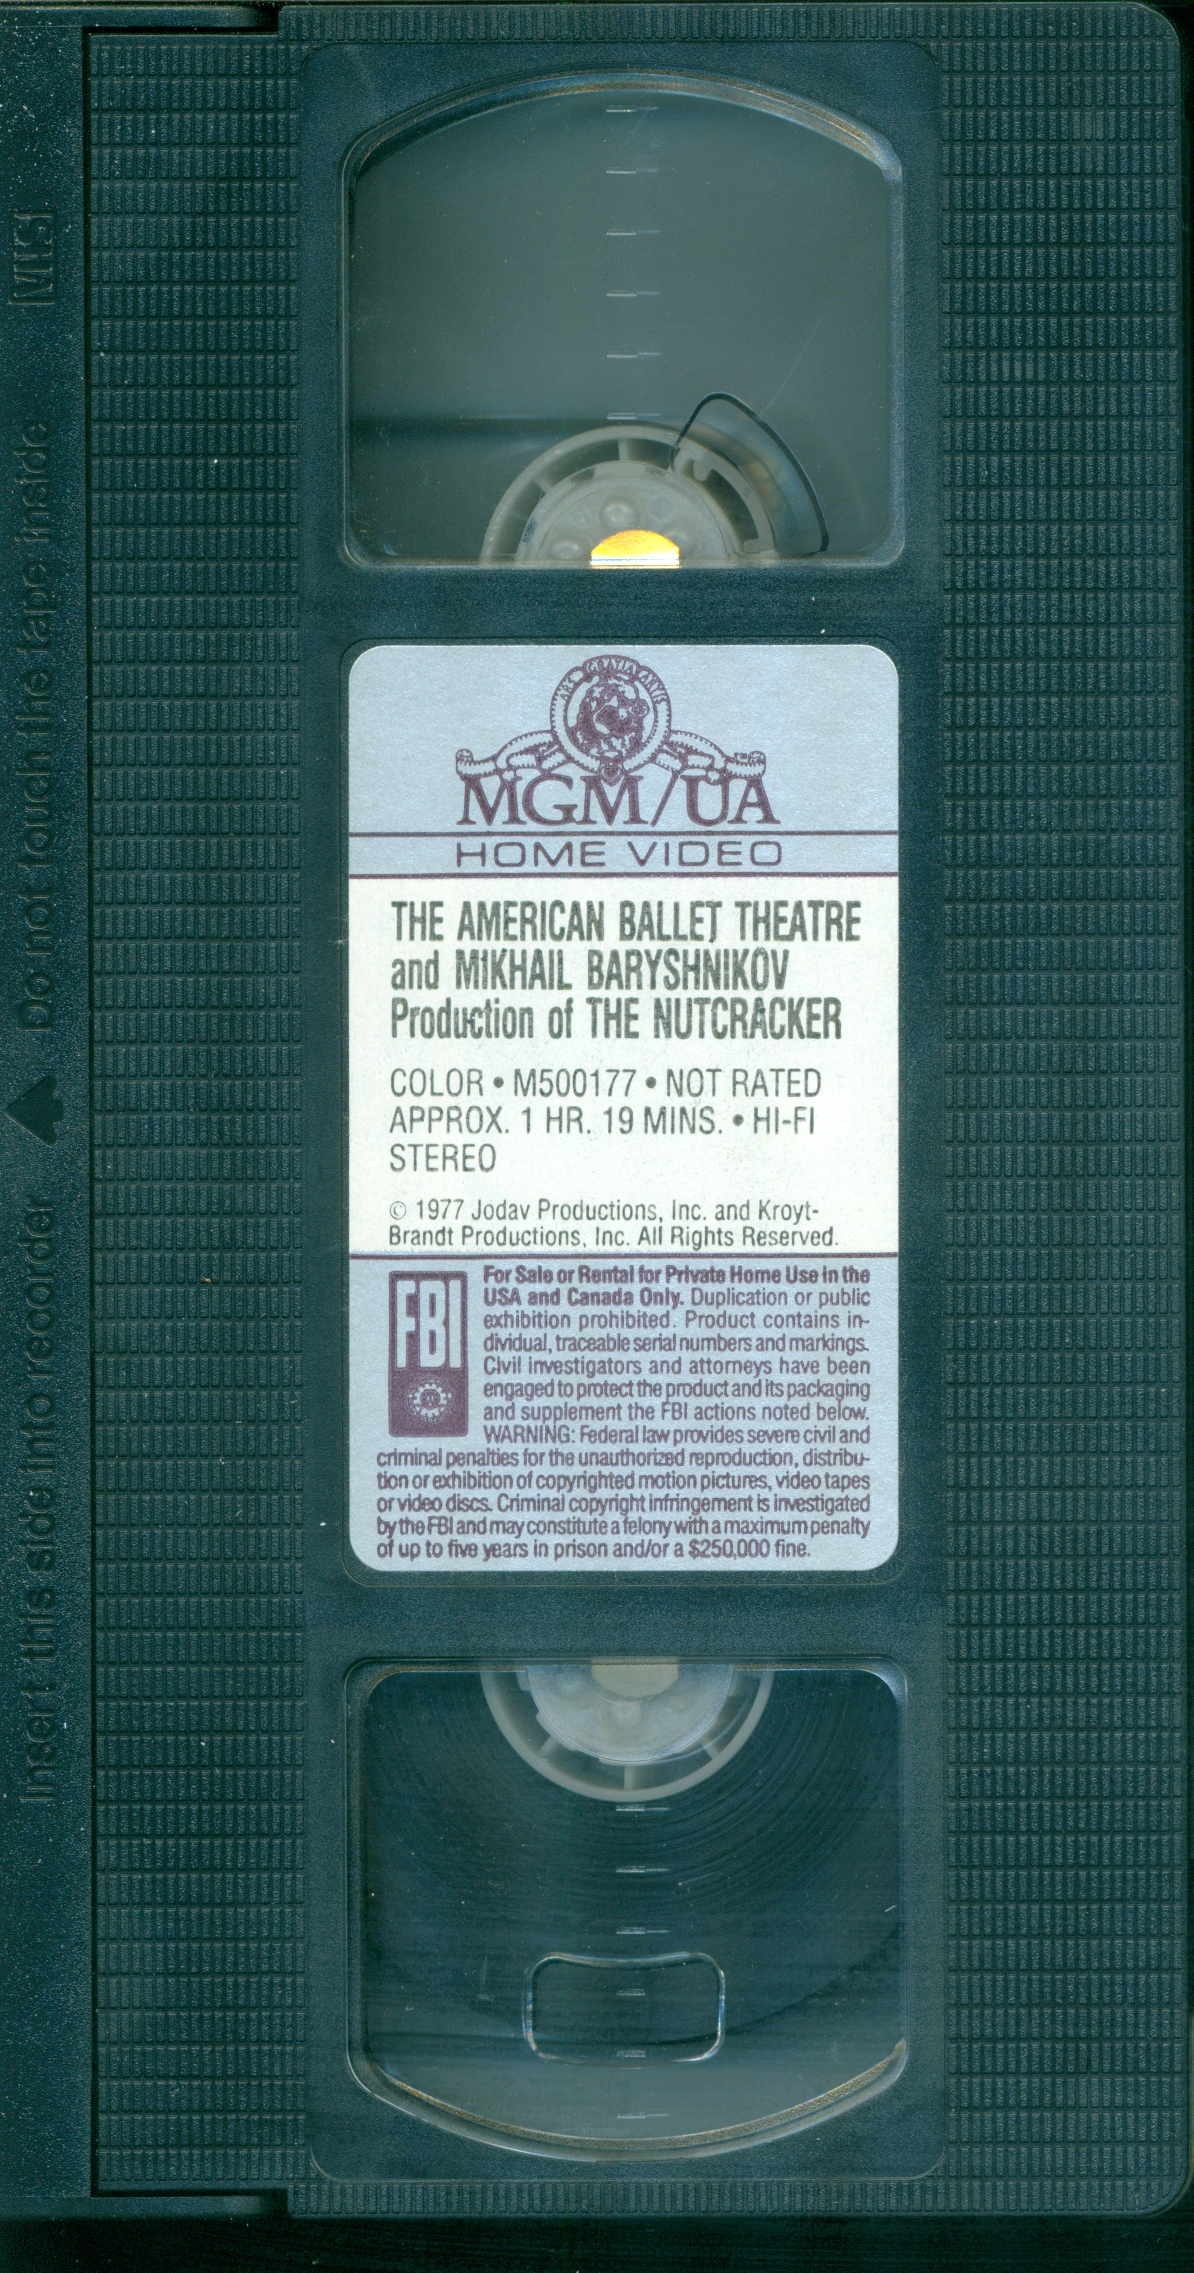 VHS
Do not touch the tape inside
Insert this side into recorder
ARS GRATIA ARTIS
MGM/UA
HOME VIDEO
THE AMERICAN BALLET THEATRE
and MIKHAIL BARYSHNIKOV
Production of THE NUTCRACKER
COLOR • M500177 • NOT RATED
APPROX. 1 HR. 19 MINS. • HI-FI
STEREO
© 1977 Jodav Productions, Inc. and Kroyt-
Brandt Productions, Inc. All Rights Reserved.
FBI
For Sale or Rental for Private Home Use in the
USA and Canada Only. Duplication or public
exhibition prohibited. Product contains in-
dividual, traceable serial numbers and markings.
Civil investigators and attorneys have been
engaged to protect the product and its packaging
and supplement the FBI actions noted below.
WARNING: Federal law provides severe civil and
criminal penalties for the unauthorized reproduction, distribu-
tion or exhibition of copyrighted motion pictures, video tapes
or video discs. Criminal copyright infringement is investigated
by the FBI and may constitute a felony with a maximum penalty
of up to five years in prison and/or a $250,000 fine.